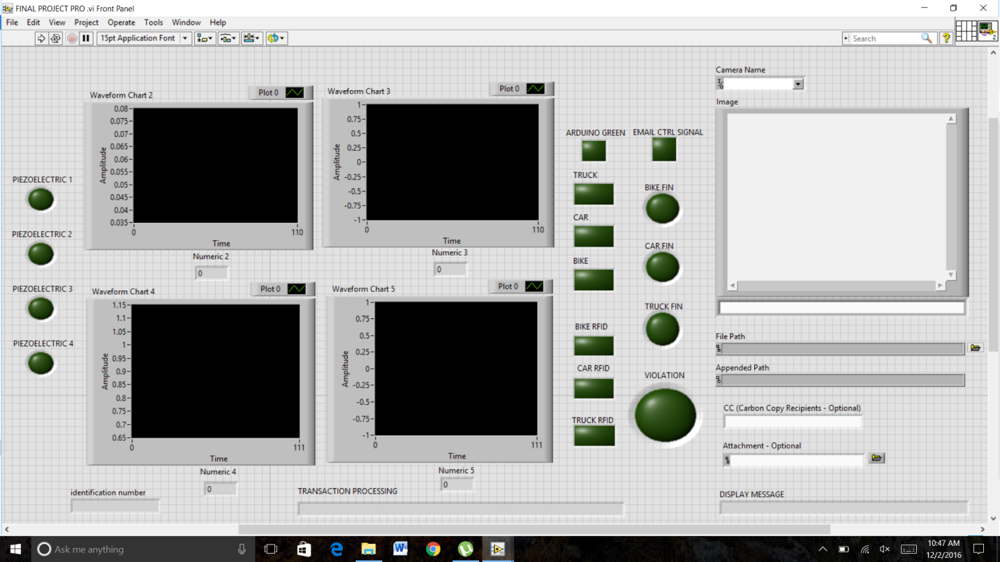 FINAL PROJECT PRO .vi Front Panel
File Edit View Project Operate Tools Window Help
15pt Application Font
Search
2
PIEZOELECTRIC 1
PIEZOELECTRIC 2
PIEZOELECTRIC 3
PIEZOELECTRIC 4
Waveform Chart 2
Plot 0
Amplitude
0.08
0.075
0.07
0.065
0.06
0.055
0.05
0.045
0.04
0.035
0 110
Time
Numeric 2
0
Waveform Chart 3
Plot 0
Amplitude
1
0.75
0.5
0.25
0
-0.25
-0.5
-0.75
-1
0 110
Time
Numeric 3
0
Waveform Chart 4
Plot 0
Amplitude
1.15
1.1
1.05
1
0.95
0.9
0.85
0.8
0.75
0.7
0.65
0 111
Time
Numeric 4
0
Waveform Chart 5
Plot 0
Amplitude
1
0.75
0.5
0.25
0
-0.25
-0.5
-0.75
-1
0 111
Time
Numeric 5
0
identification number
TRANSACTION PROCESSING
ARDUINO GREEN
EMAIL CTRL SIGNAL
TRUCK
CAR
BIKE
BIKE RFID
CAR RFID
TRUCK RFID
BIKE FIN
CAR FIN
TRUCK FIN
VIOLATION
Camera Name
Image
File Path
Appended Path
CC (Carbon Copy Recipients - Optional)
Attachment - Optional
DISPLAY MESSAGE
Ask me anything
10:47 AM
12/2/2016